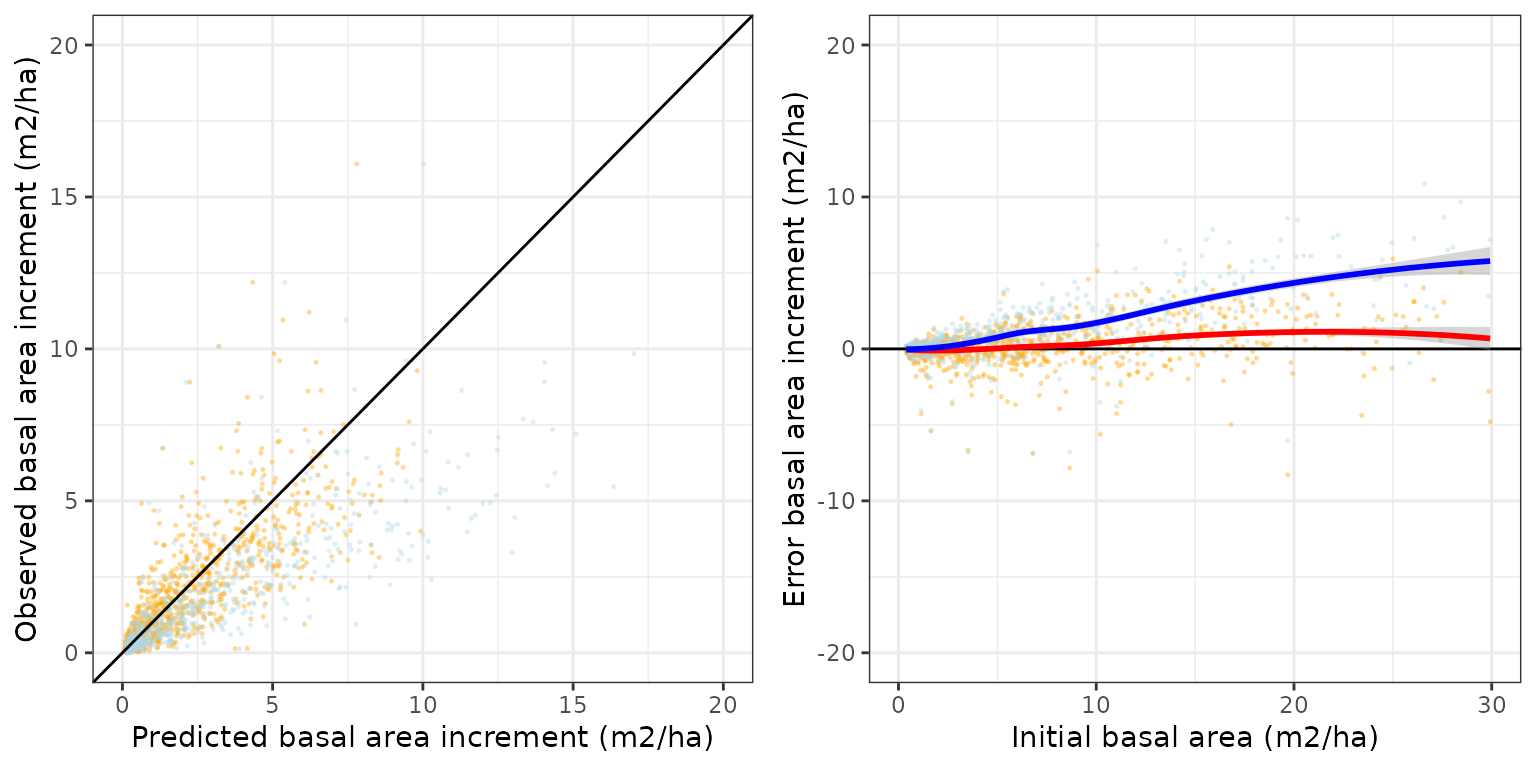 20
15
10
5
0
Observed basal area increment (m2/ha)
0 5 10 15 20
Predicted basal area increment (m2/ha)
20
10
0
-10
-20
Error basal area increment (m2/ha)
0 10 20 30
Initial basal area (m2/ha)